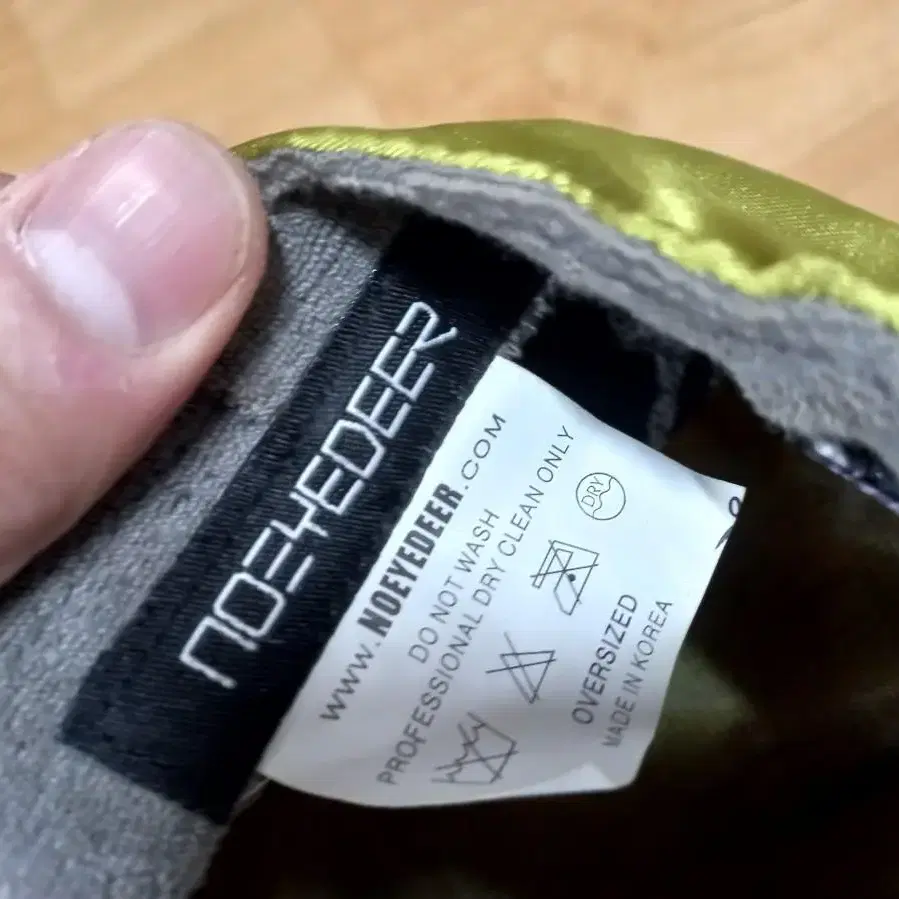 NOEYEDEER
WWW.NOEYEDEER.COM
DO NOT WASH
PROFESSIONAL DRY CLEAN ONLY
DRY
OVERSIZED
MADE IN KOREA